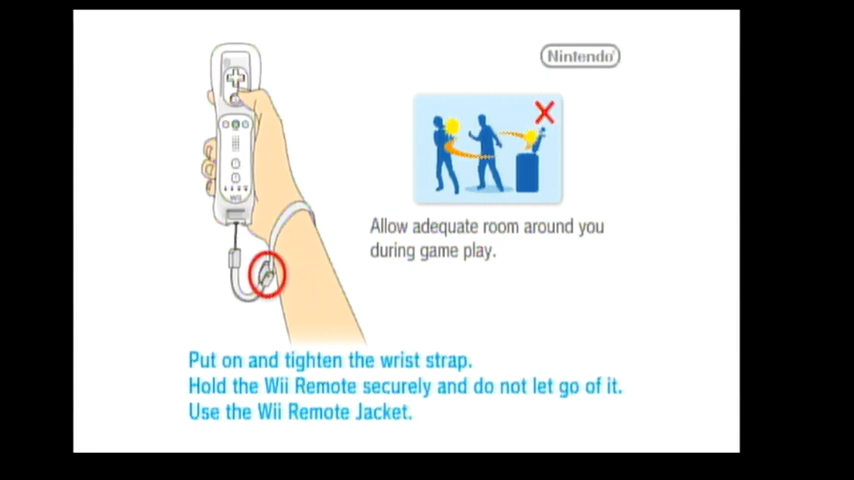 Nintendo
Allow adequate room around you
during game play.
Put on and tighten the wrist strap.
Hold the Wii Remote securely and do not let go of it.
Use the Wii Remote Jacket.